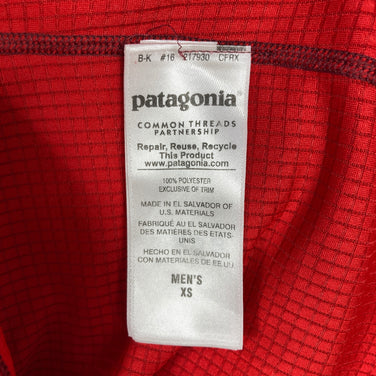 B-K #16 217930 CFRX
patagonia®
COMMON THREADS
PARTNERSHIP
Repair, Reuse, Recycle
This Product
www.patagonia.com
100% POLYESTER
EXCLUSIVE OF TRIM
MADE IN EL SALVADOR OF
U.S. MATERIALS
FABRIQUÉ AU EL SALVADOR
DES MATIÈRES DES ETATS-
UNIS
HECHO EN EL SALVADOR
CON MATERIALES DE EE.UU.
MEN'S
XS